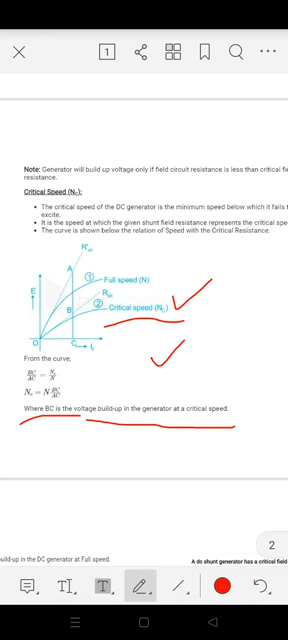 1
Note: Generator will build up voltage only if field circuit resistance is less than critical fie
resistance.
Critical Speed (Nc):
• The critical speed of the DC generator is the minimum speed below which it fails t
excite.
• It is the speed at which the given shunt field resistance represents the critical spe
• The curve is shown below the relation of Speed with the Critical Resistance.
R'sh
A
1 Full speed (N)
E
Rsh
B
2 Critical speed (NC)
O
C → If
From the curve,
BC/AC = Nc/N
Nc = N BC/AC
Where BC is the voltage build-up in the generator at a critical speed.
2
build-up in the DC generator at Full speed.
A dc shunt generator has a critical field
TI
T